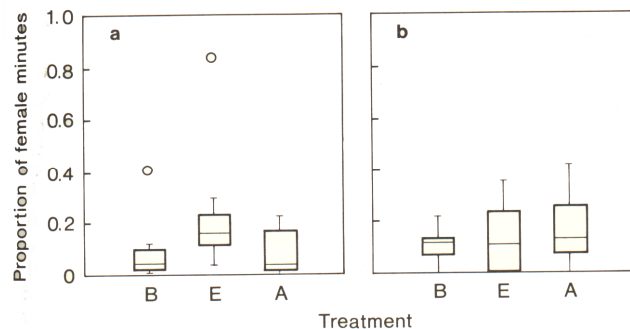 Proportion of female minutes
1.0
0.8
0.6
0.4
0.2
0
a
b
B E A
B E A
Treatment